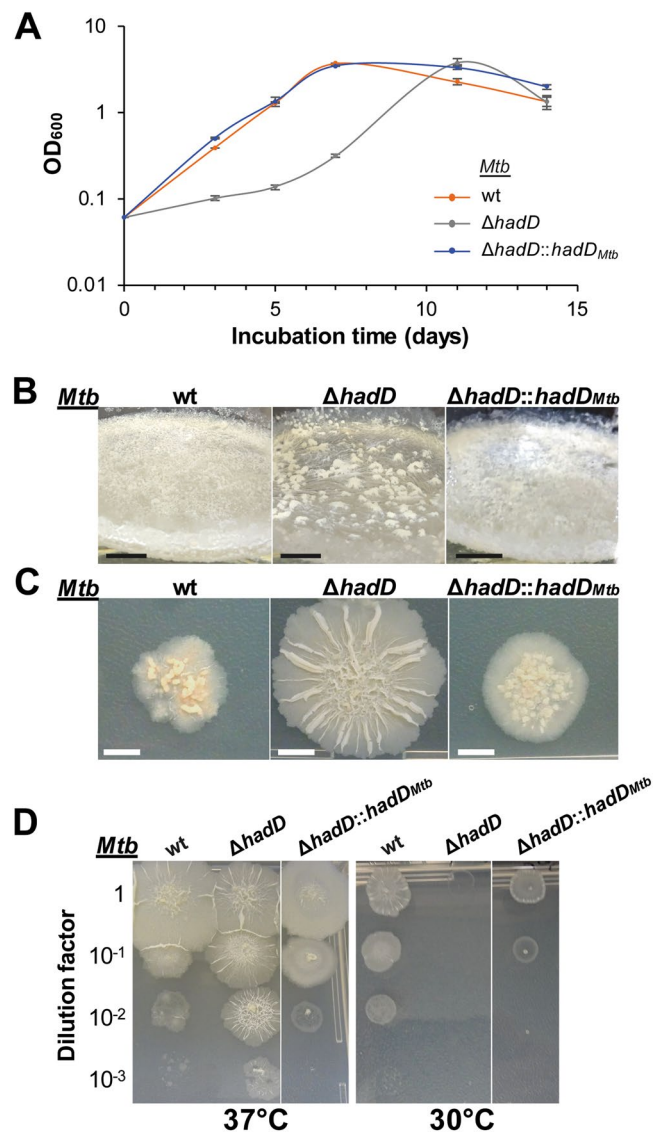 A
10
1
0.1
0.01
OD600
0
5
10
15
Incubation time (days)
Mtb
wt
ΔhadD
ΔhadD::hadDMtb
B
Mtb wt ΔhadD ΔhadD::hadDMtb
C
Mtb wt ΔhadD ΔhadD::hadDMtb
D
Mtb wt ΔhadD ΔhadD::hadDMtb wt ΔhadD ΔhadD::hadDMtb
Dilution factor
1
10-1
10-2
10-3
37°C 30°C